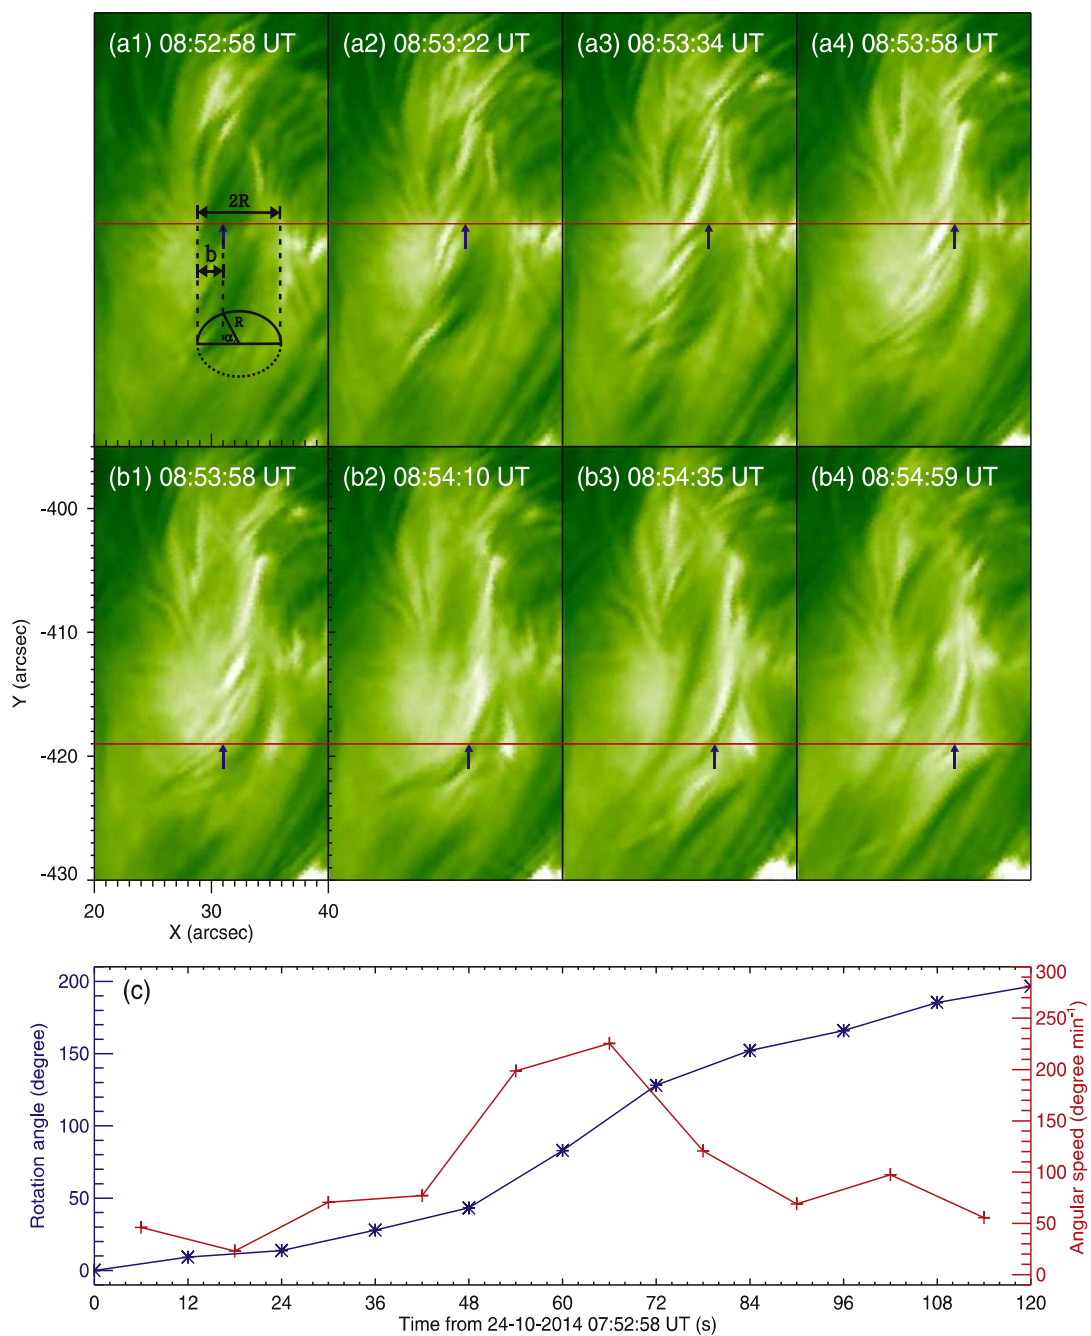 (a1) 08:52:58 UT
(a2) 08:53:22 UT
(a3) 08:53:34 UT
(a4) 08:53:58 UT
2R
b
R
α
(b1) 08:53:58 UT
(b2) 08:54:10 UT
(b3) 08:54:35 UT
(b4) 08:54:59 UT
-400
-410
-420
-430
Y (arcsec)
20 30 40
X (arcsec)
(c)
200
150
100
50
0
Rotation angle (degree)
300
250
200
150
100
50
0
Angular speed (degree min⁻¹)
0 12 24 36 48 60 72 84 96 108 120
Time from 24-10-2014 07:52:58 UT (s)